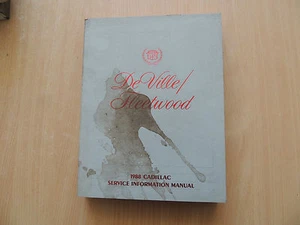 De Ville/
Fleetwood
1988 CADILLAC
SERVICE INFORMATION MANUAL